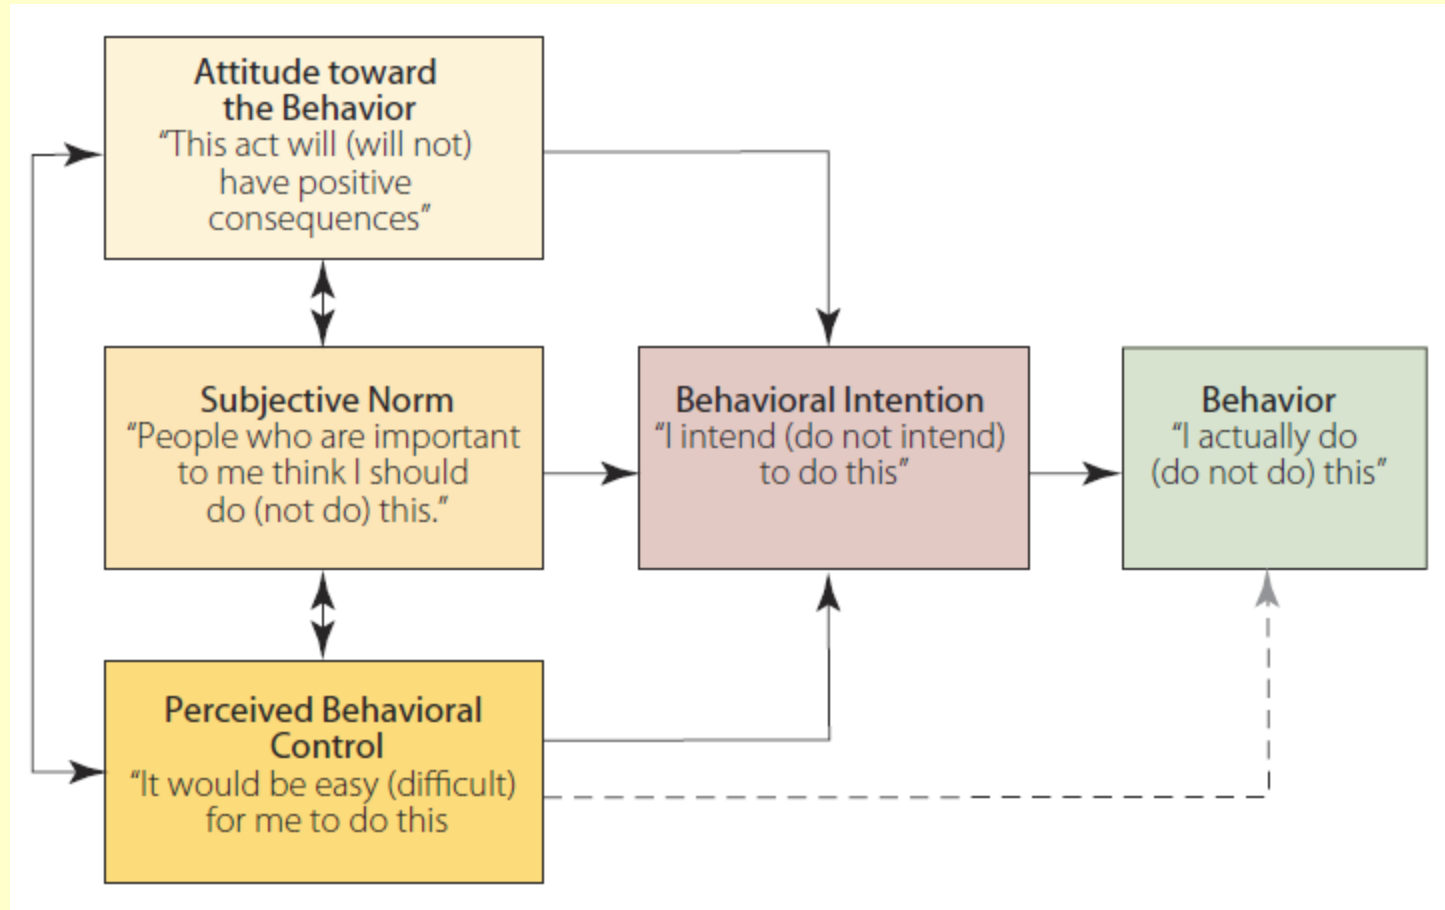 Attitude toward
the Behavior
“This act will (will not)
have positive
consequences”
Subjective Norm
“People who are important
to me think I should
do (not do) this.”
Perceived Behavioral
Control
“It would be easy (difficult)
for me to do this
Behavioral Intention
“I intend (do not intend)
to do this”
Behavior
“I actually do
(do not do) this”